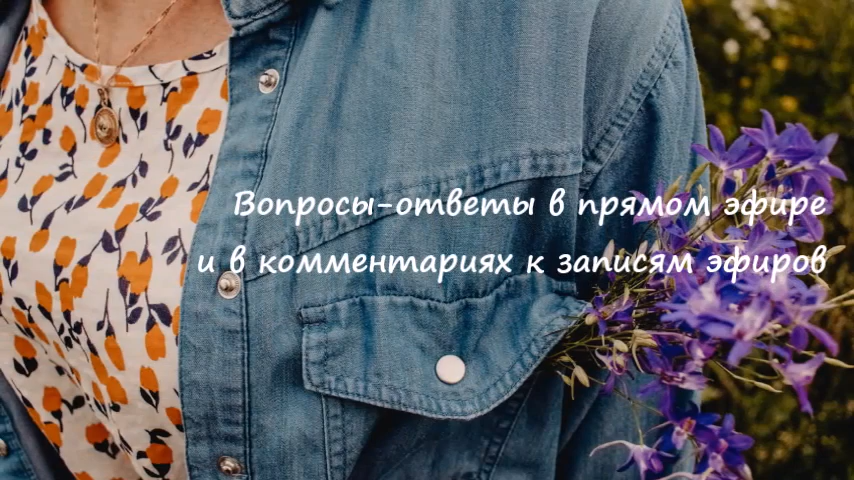 Вопросы-ответы в прямом эфире
и в комментариях к записям эфиров